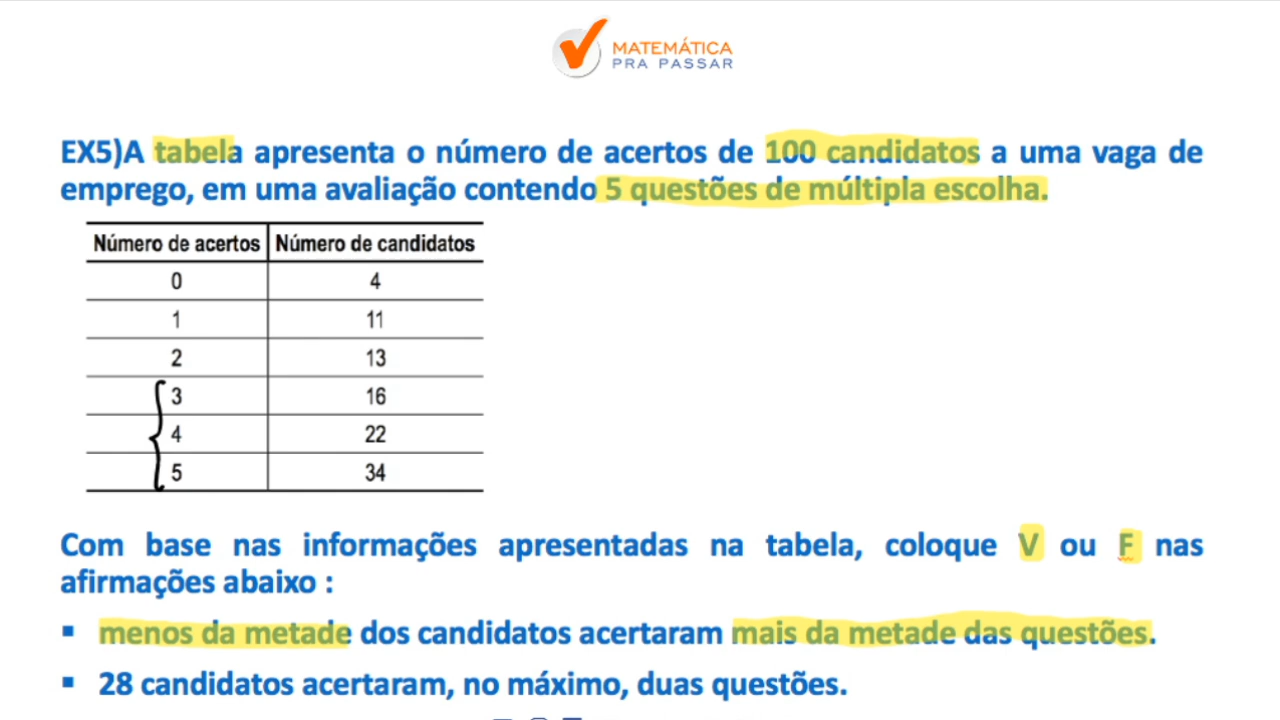 MATEMÁTICA
PRA PASSAR
EX5)A tabela apresenta o número de acertos de 100 candidatos a uma vaga de
emprego, em uma avaliação contendo 5 questões de múltipla escolha.
Número de acertos Número de candidatos
0 4
1 11
2 13
3 16
4 22
5 34
Com base nas informações apresentadas na tabela, coloque V ou F nas
afirmações abaixo :
▪ menos da metade dos candidatos acertaram mais da metade das questões.
▪ 28 candidatos acertaram, no máximo, duas questões.